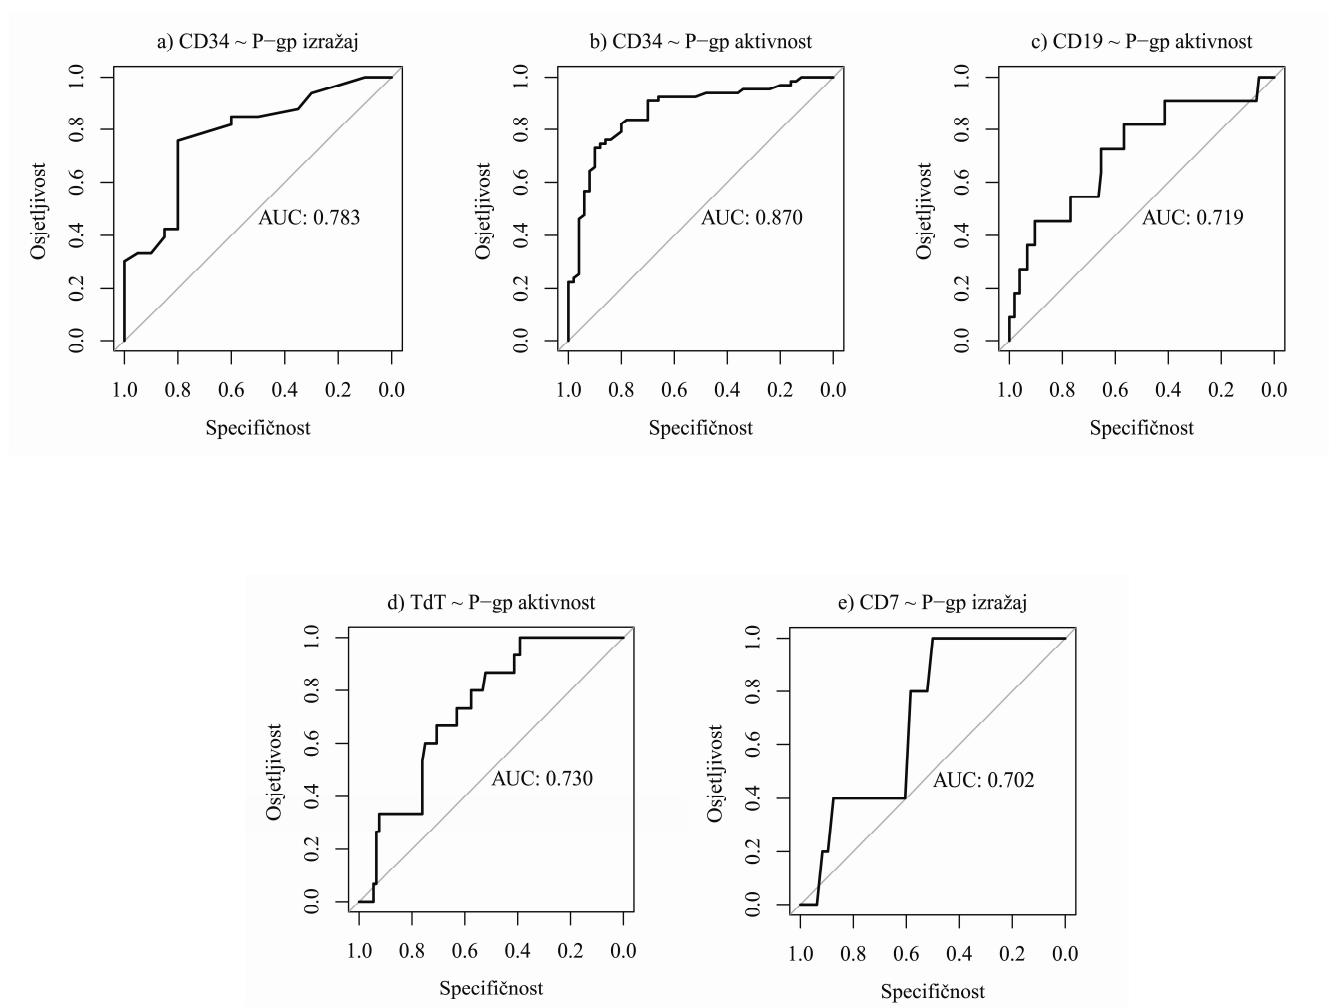 a) CD34 ~ P−gp izražaj
Osjetljivost
1.0
0.8
0.6
0.4
0.2
0.0
AUC: 0.783
1.0 0.8 0.6 0.4 0.2 0.0
Specifičnost
b) CD34 ~ P−gp aktivnost
Osjetljivost
1.0
0.8
0.6
0.4
0.2
0.0
AUC: 0.870
1.0 0.8 0.6 0.4 0.2 0.0
Specifičnost
c) CD19 ~ P−gp aktivnost
Osjetljivost
1.0
0.8
0.6
0.4
0.2
0.0
AUC: 0.719
1.0 0.8 0.6 0.4 0.2 0.0
Specifičnost
d) TdT ~ P−gp aktivnost
Osjetljivost
1.0
0.8
0.6
0.4
0.2
0.0
AUC: 0.730
1.0 0.8 0.6 0.4 0.2 0.0
Specifičnost
e) CD7 ~ P−gp izražaj
Osjetljivost
1.0
0.8
0.6
0.4
0.2
0.0
AUC: 0.702
1.0 0.8 0.6 0.4 0.2 0.0
Specifičnost